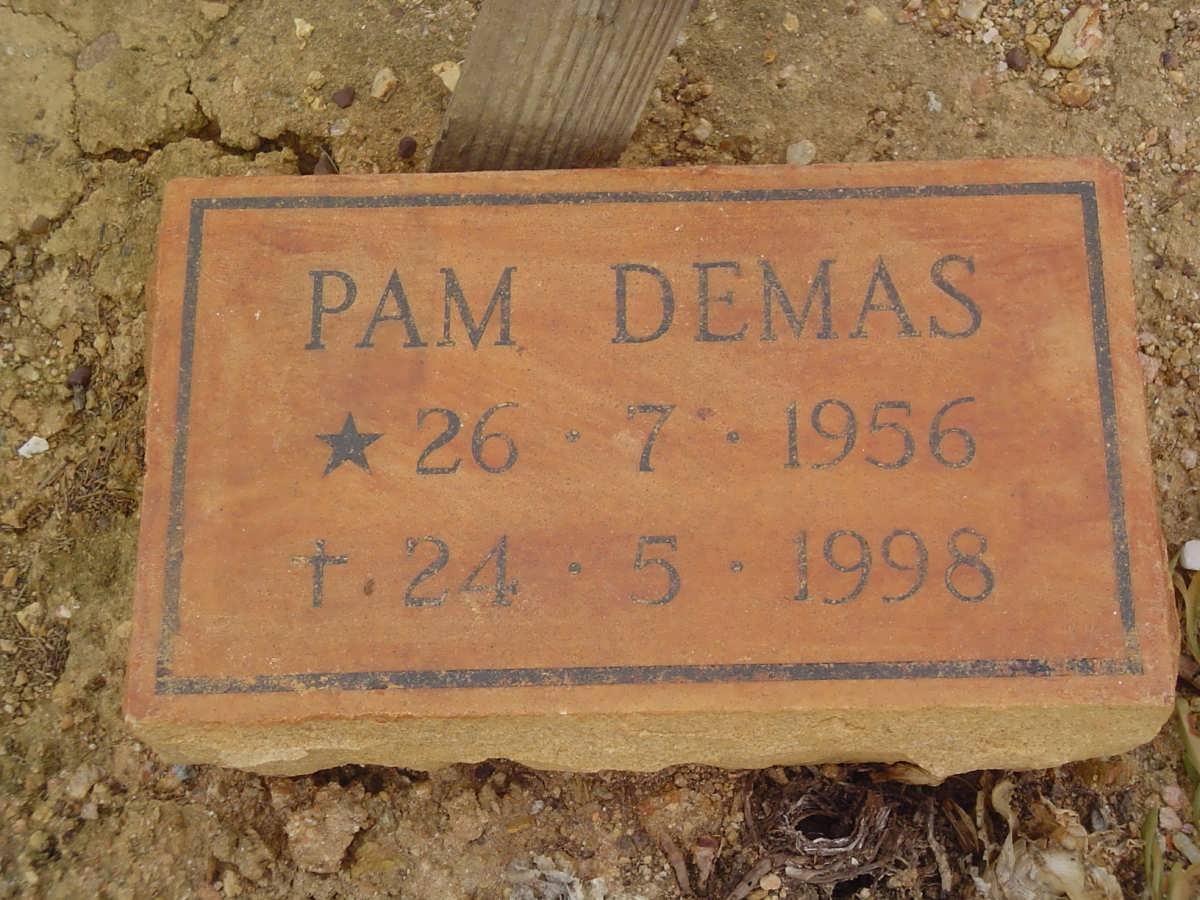 PAM DEMAS
★ 26 · 7 · 1956
† 24 · 5 · 1998